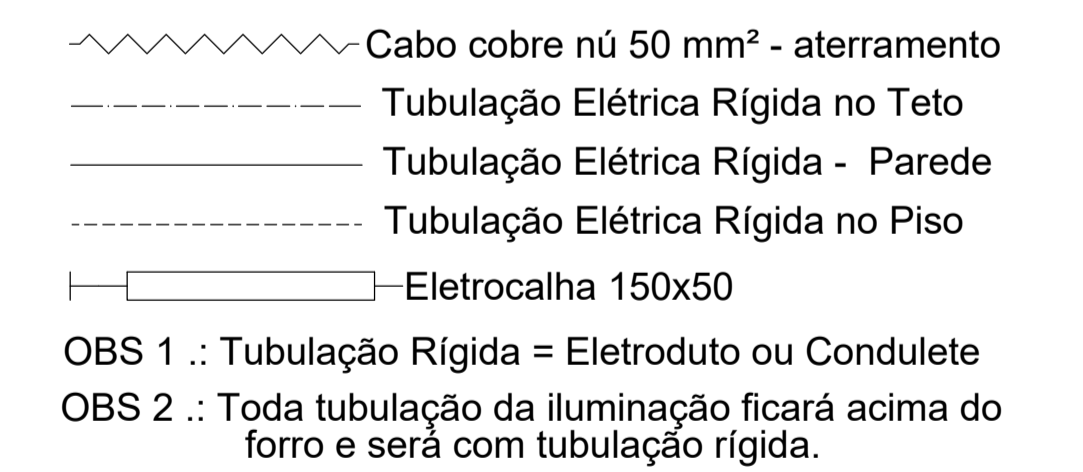 Cabo cobre nú 50 mm² - aterramento
Tubulação Elétrica Rígida no Teto
Tubulação Elétrica Rígida - Parede
Tubulação Elétrica Rígida no Piso
Eletrocalha 150x50
OBS 1 .: Tubulação Rígida = Eletroduto ou Condulete
OBS 2 .: Toda tubulação da iluminação ficará acima do
forro e será com tubulação rígida.